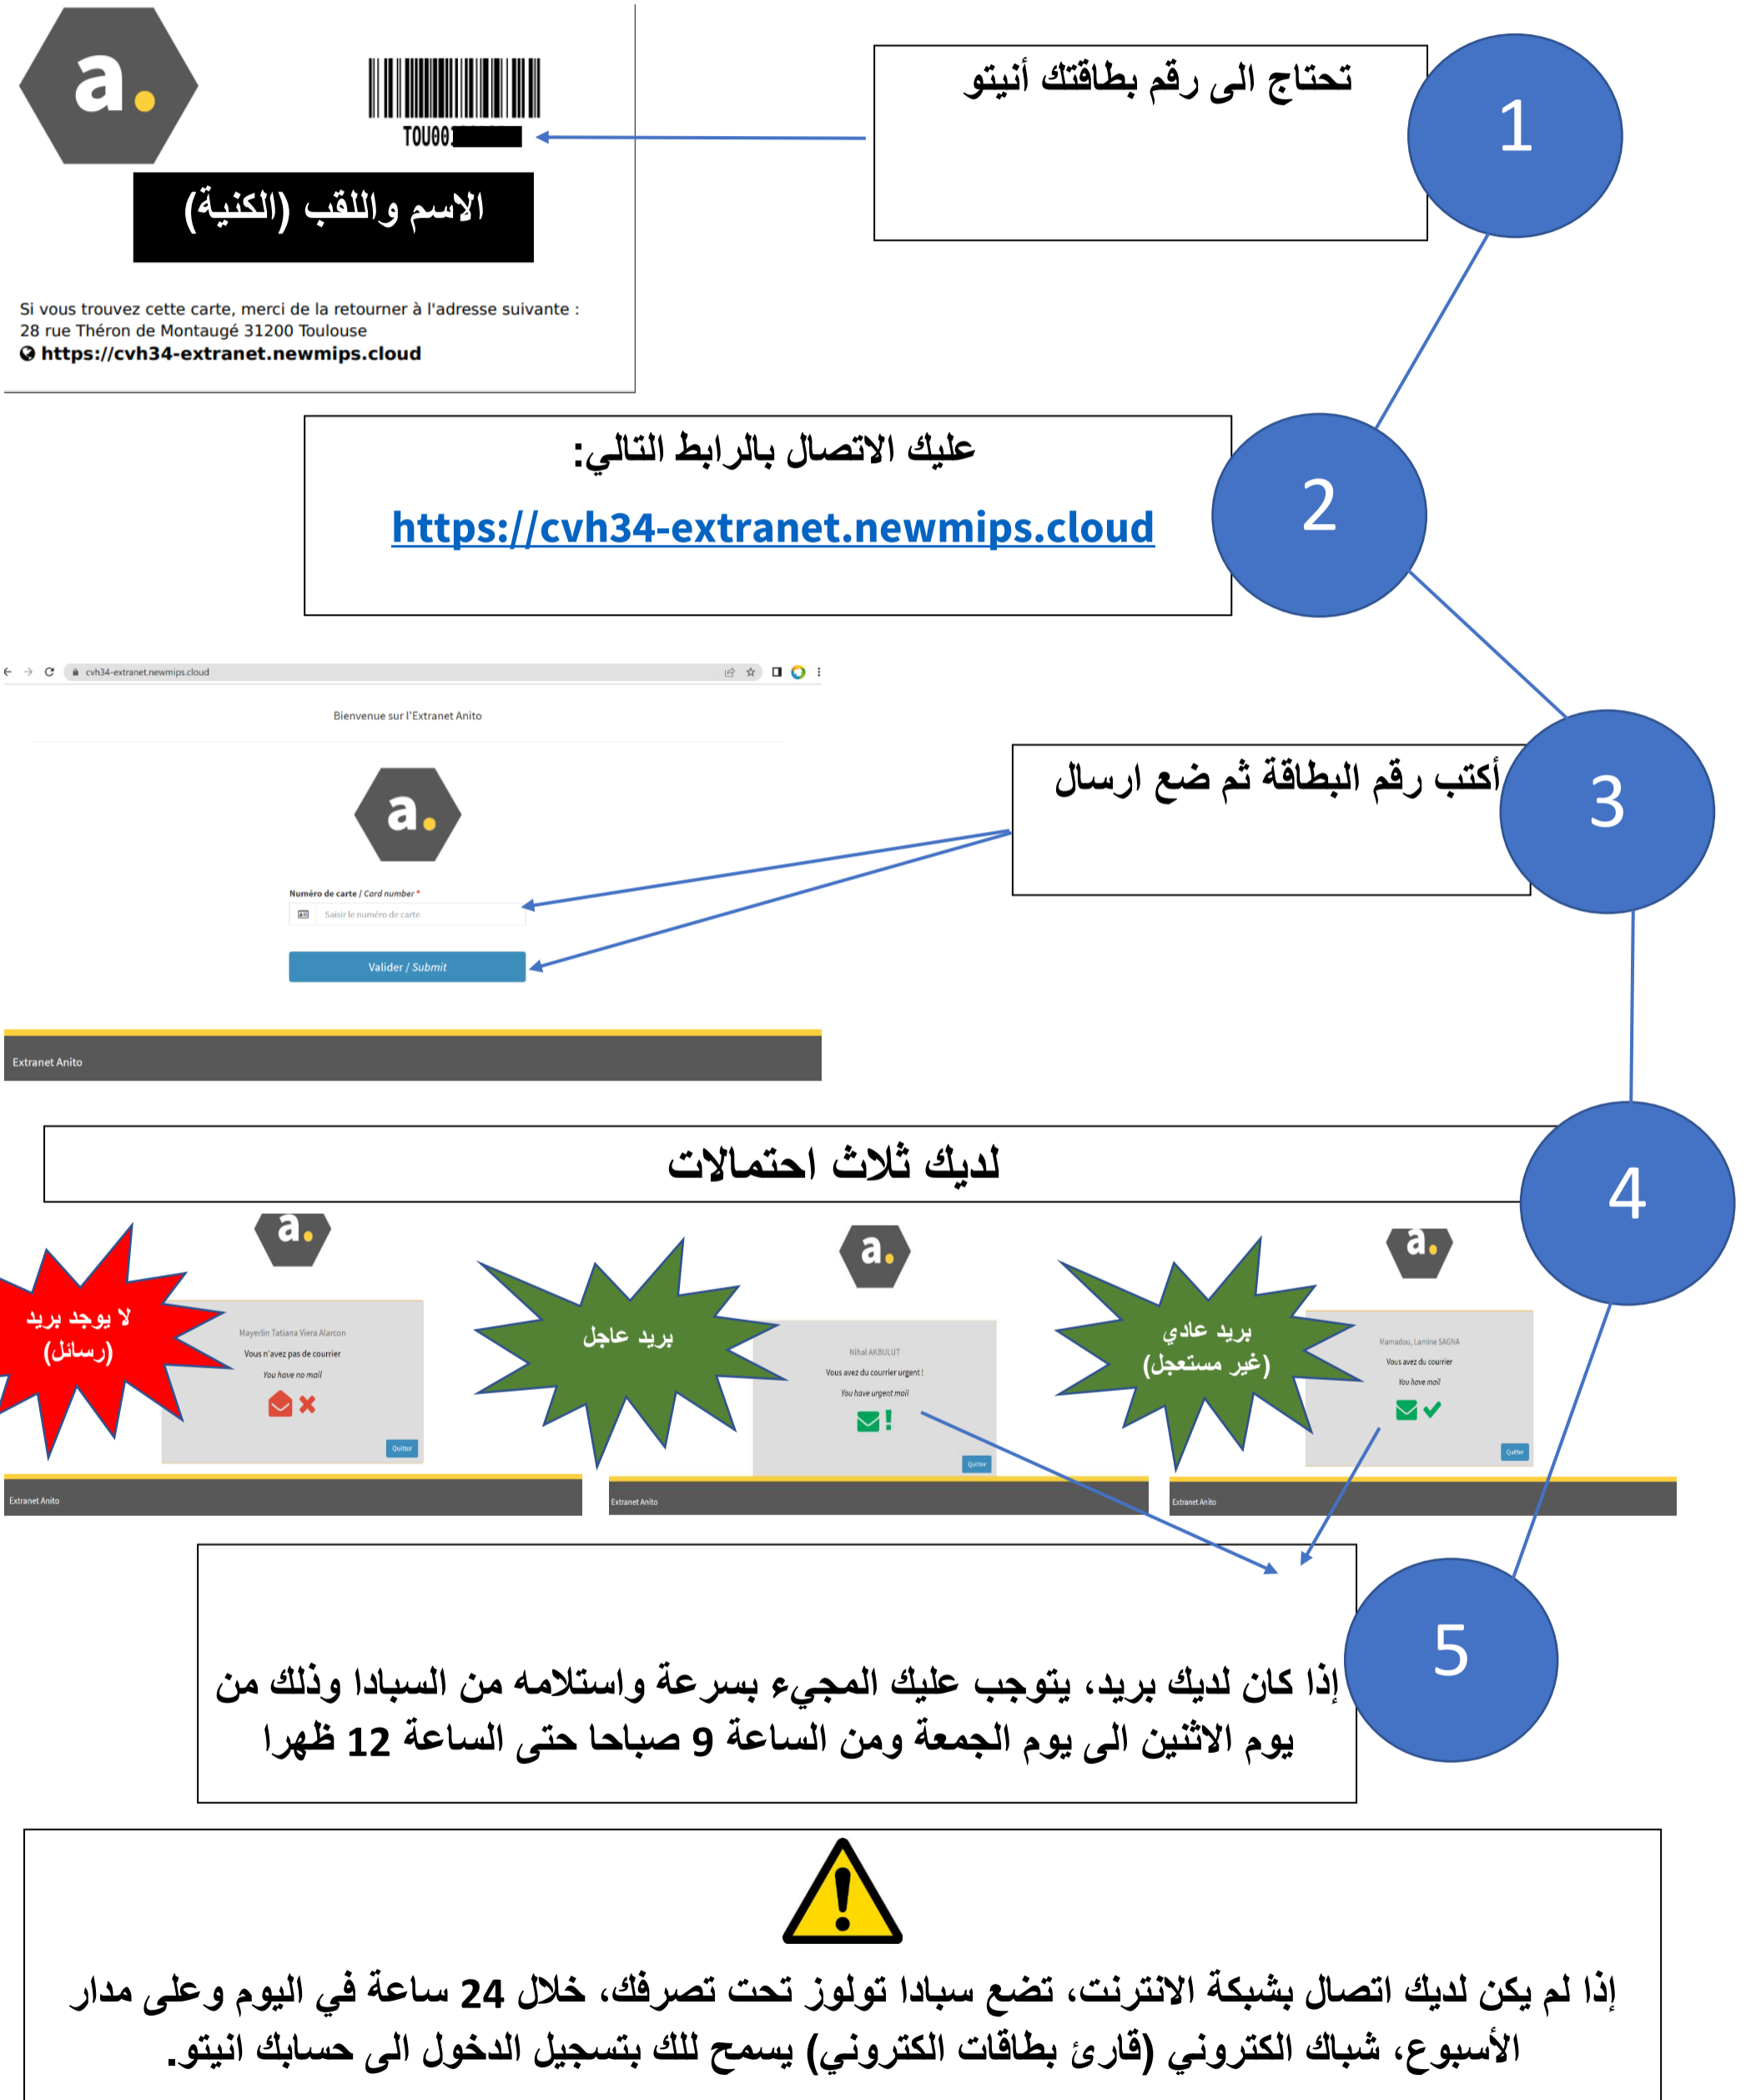 a.
TOU001
الاسم واللقب (الكنية)
Si vous trouvez cette carte, merci de la retourner à l'adresse suivante :
28 rue Théron de Montaugé 31200 Toulouse
https://cvh34-extranet.newmips.cloud
تحتاج الى رقم بطاقتك أنيتو
1
عليك الاتصال بالرابط التالي:
https://cvh34-extranet.newmips.cloud
2
cvh34-extranet.newmips.cloud
Bienvenue sur l'Extranet Anito
a.
Numéro de carte / Card number *
Saisir le numéro de carte
Valider / Submit
Extranet Anito
أكتب رقم البطاقة ثم ضع ارسال
3
لديك ثلاث احتمالات
4
a.
بريد عادي
(غير مستعجل)
Mamadou, Lamine SAGNA
Vous avez du courrier
You have mail
Quitter
Extranet Anito
a.
بريد عاجل
Nihal AKBULUT
Vous avez du courrier urgent !
You have urgent mail
Quitter
Extranet Anito
a.
لا يوجد بريد
(رسائل)
Mayerlin Tatiana Viera Alarcon
Vous n'avez pas de courrier
You have no mail
Quitter
Extranet Anito
إذا كان لديك بريد، يتوجب عليك المجيء بسرعة واستلامه من السبادا وذلك من
يوم الاثنين الى يوم الجمعة ومن الساعة 9 صباحا حتى الساعة 12 ظهرا
5
إذا لم يكن لديك اتصال بشبكة الانترنت، تضع سبادا تولوز تحت تصرفك، خلال 24 ساعة في اليوم وعلى مدار
الأسبوع، شباك الكتروني (قارئ بطاقات الكتروني) يسمح للك بتسجيل الدخول الى حسابك انيتو.